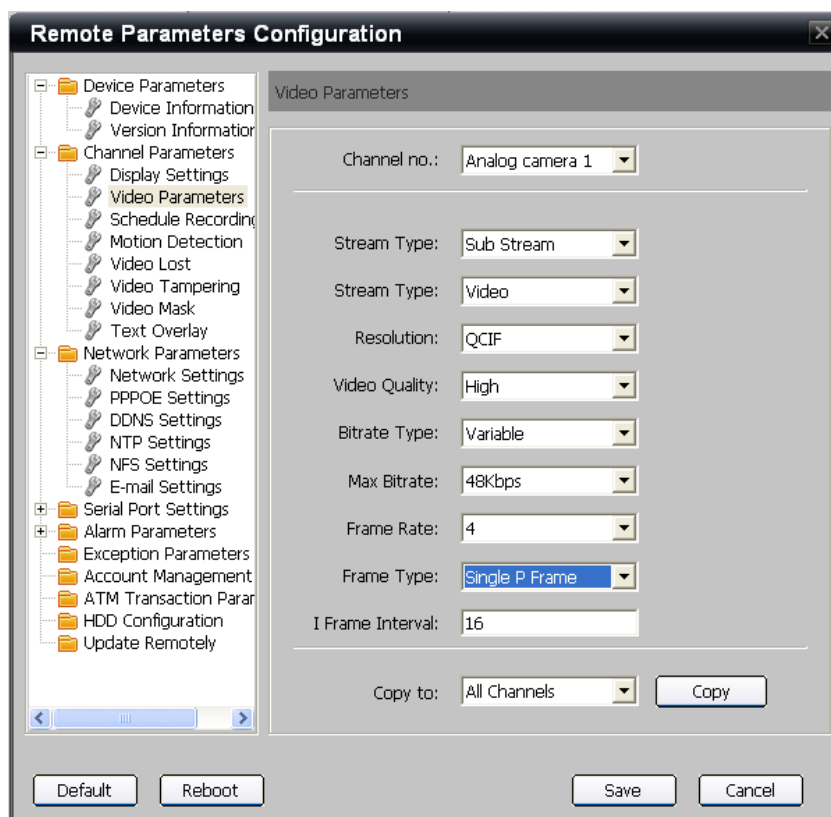 Remote Parameters Configuration
Device Parameters
Device Information
Version Information
Channel Parameters
Display Settings
Video Parameters
Schedule Recording
Motion Detection
Video Lost
Video Tampering
Video Mask
Text Overlay
Network Parameters
Network Settings
PPPOE Settings
DDNS Settings
NTP Settings
NFS Settings
E-mail Settings
Serial Port Settings
Alarm Parameters
Exception Parameters
Account Management
ATM Transaction Parar
HDD Configuration
Update Remotely
Video Parameters
Channel no.: Analog camera 1
Stream Type: Sub Stream
Stream Type: Video
Resolution: QCIF
Video Quality: High
Bitrate Type: Variable
Max Bitrate: 48Kbps
Frame Rate: 4
Frame Type: Single P Frame
I Frame Interval: 16
Copy to: All Channels Copy
Default Reboot Save Cancel